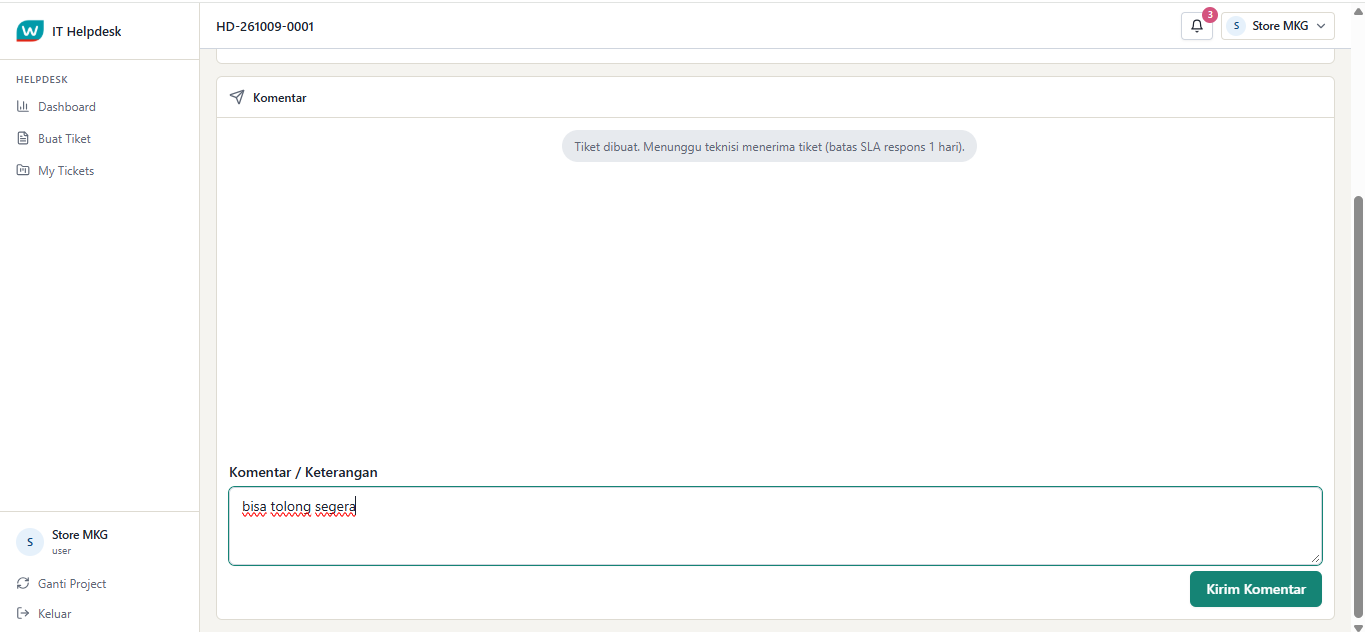 W IT Helpdesk
HD-261009-0001
3
S Store MKG
HELPDESK
Dashboard
Buat Tiket
My Tickets
Komentar
Tiket dibuat. Menunggu teknisi menerima tiket (batas SLA respons 1 hari).
Komentar / Keterangan
bisa tolong segera
Kirim Komentar
S Store MKG
user
Ganti Project
Keluar